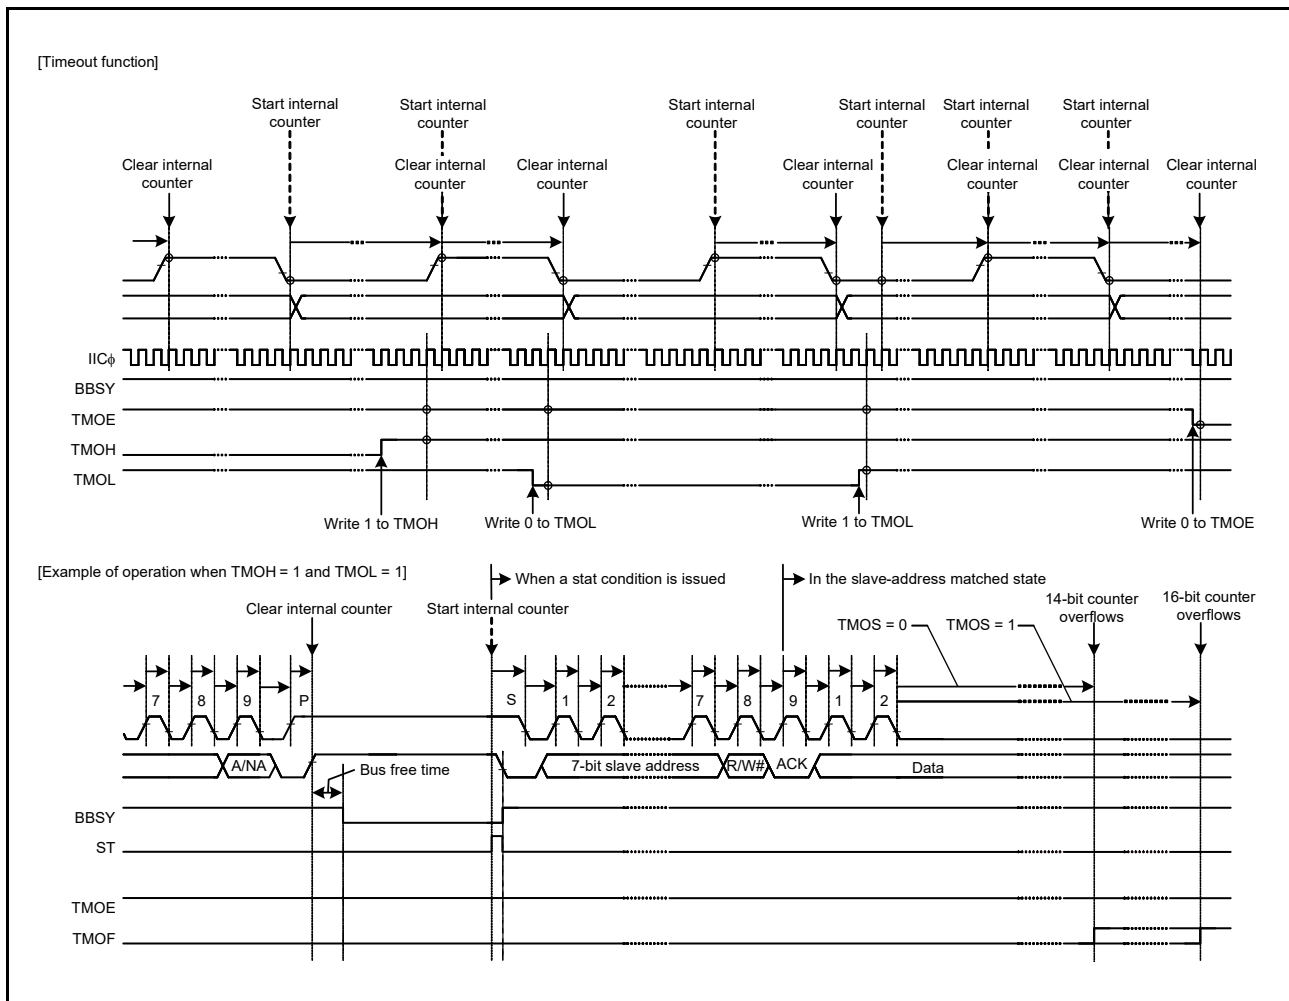 [Timeout function]
Start internal
counter
Start internal
counter
Start internal
counter
Start internal
counter
Start internal
counter
Start internal
counter
Clear internal
counter
Clear internal
counter
Clear internal
counter
Clear internal
counter
Clear internal
counter
Clear internal
counter
Clear internal
counter
IICϕ
BBSY
TMOE
TMOH
TMOL
Write 1 to TMOH
Write 0 to TMOL
Write 1 to TMOL
Write 0 to TMOE
[Example of operation when TMOH = 1 and TMOL = 1]
When a stat condition is issued
In the slave-address matched state
Clear internal counter
Start internal counter
14-bit counter
overflows
16-bit counter
overflows
TMOS = 0
TMOS = 1
7 8 9 P S 1 2 7 8 9 1 2
A/NA
7-bit slave address
R/W#
ACK
Data
Bus free time
BBSY
ST
TMOE
TMOF